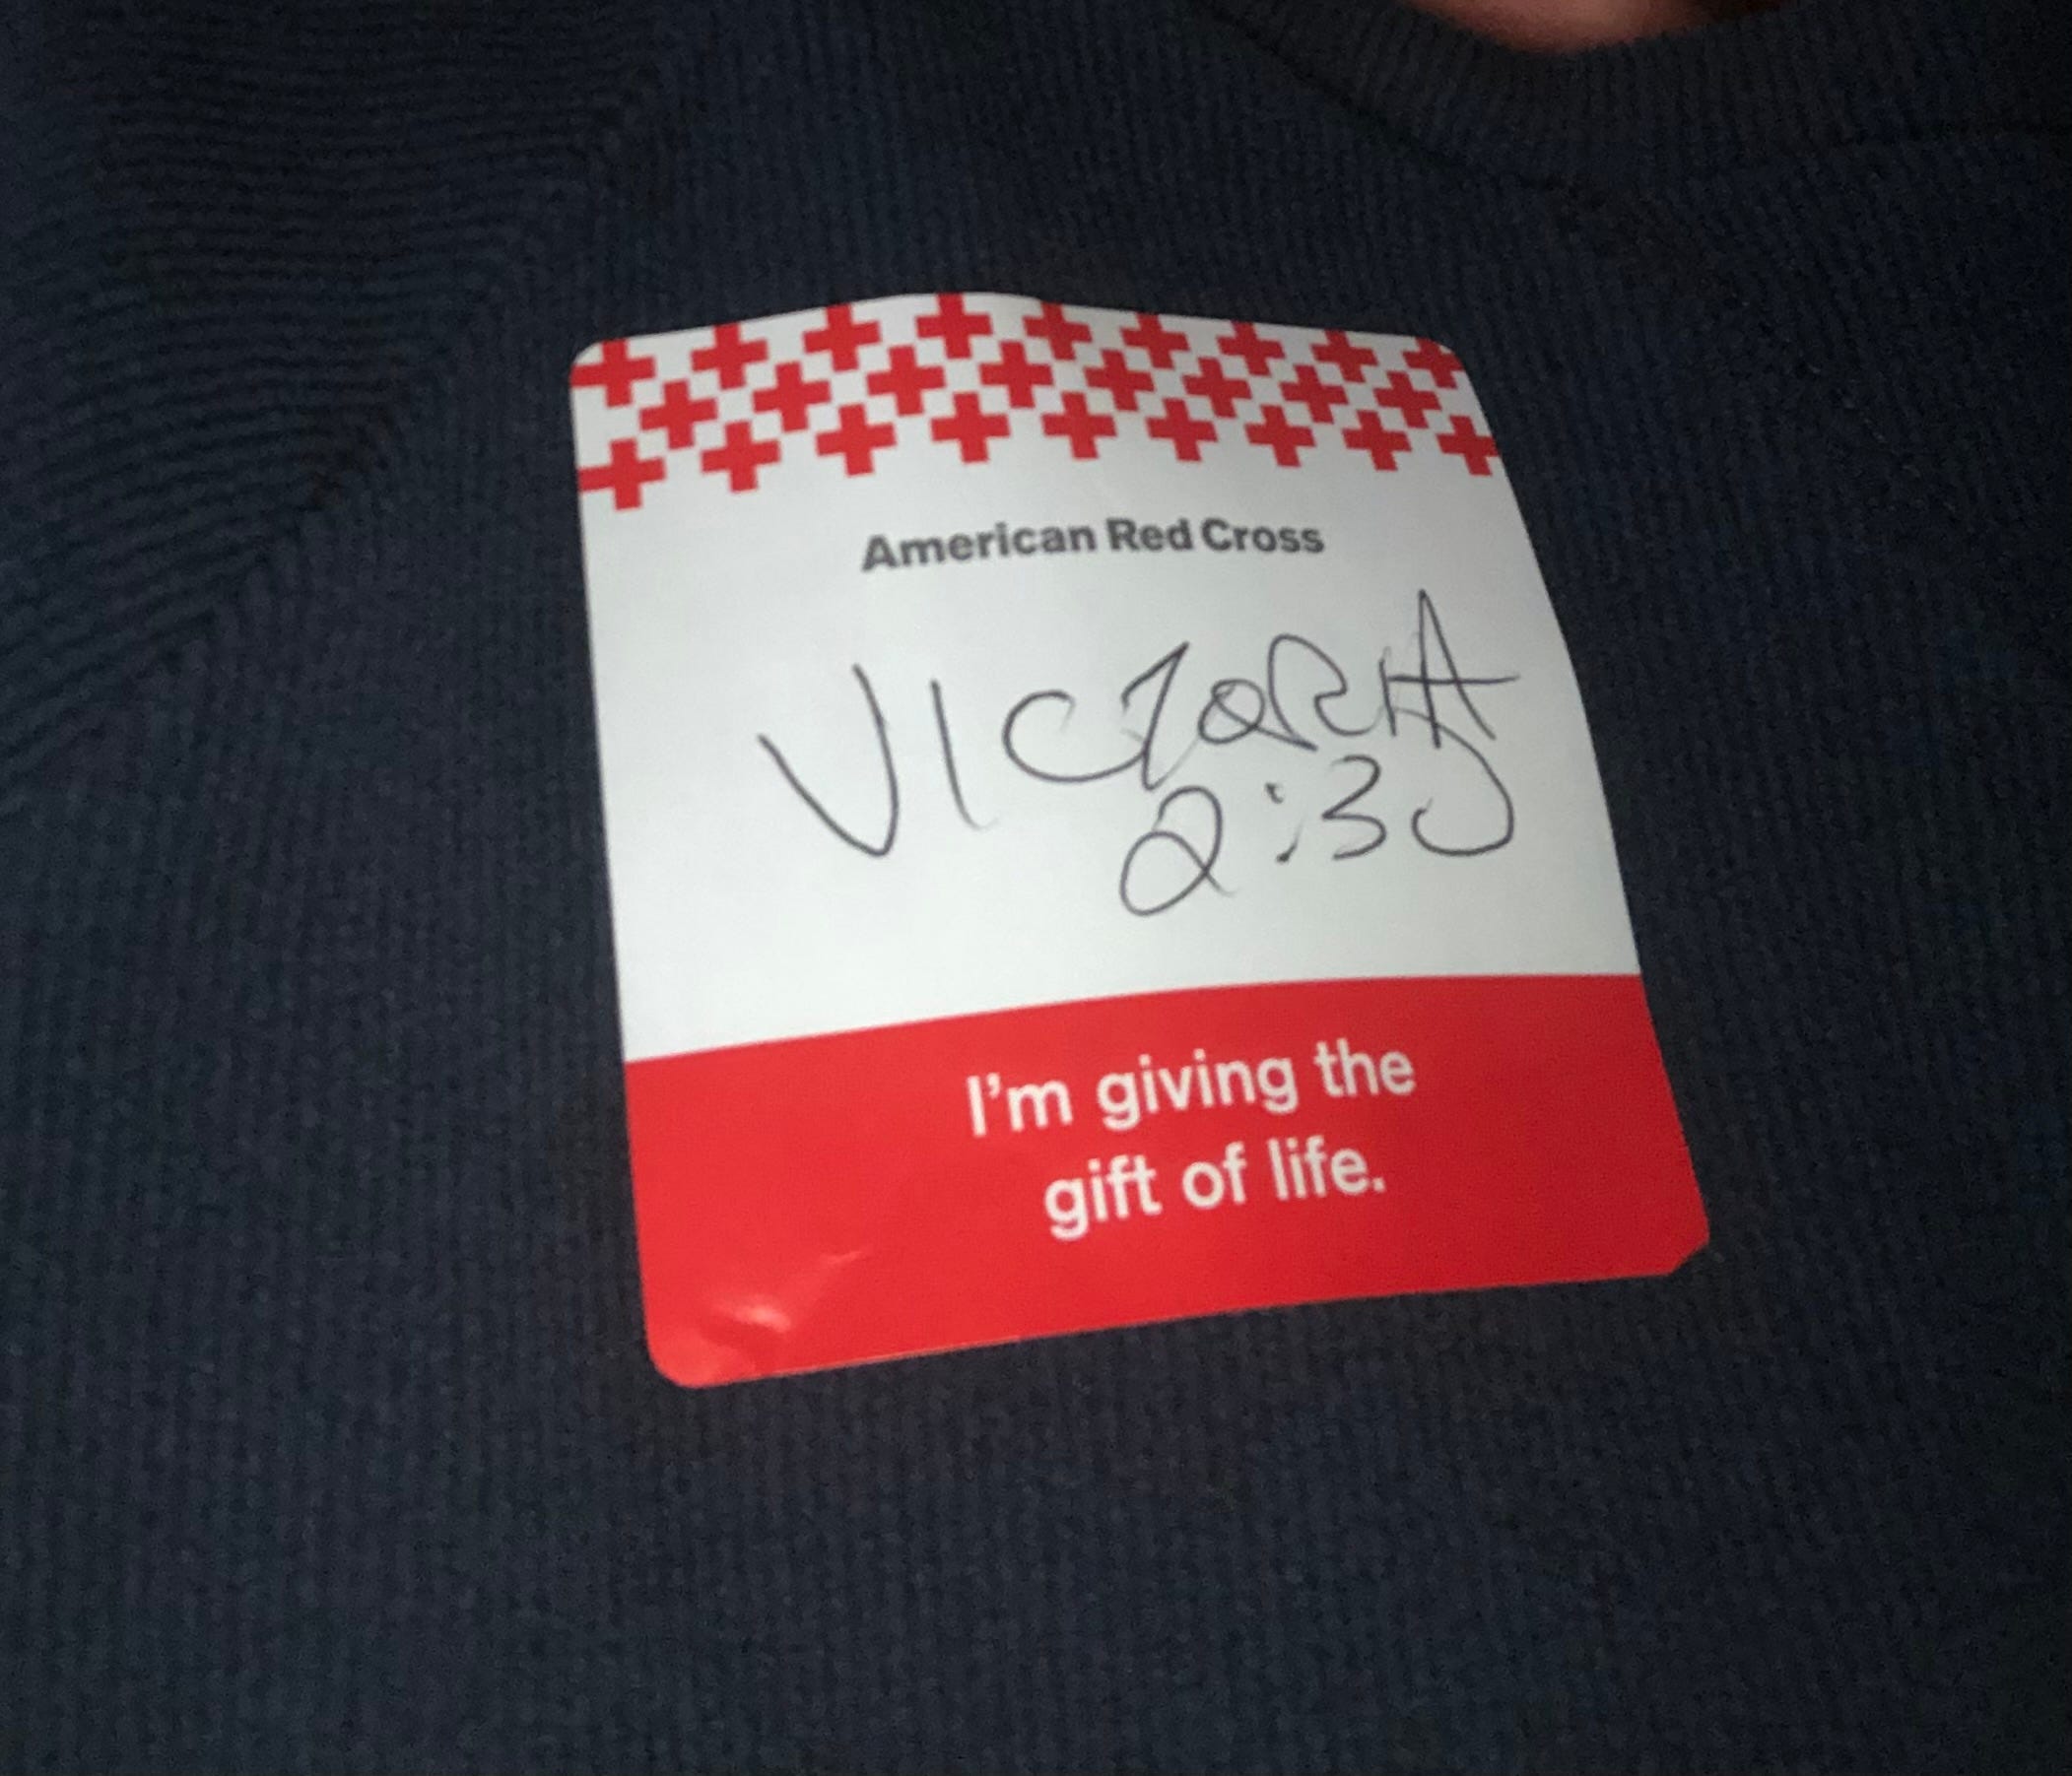 American Red Cross
VICTORIA
2:30
I'm giving the
gift of life.